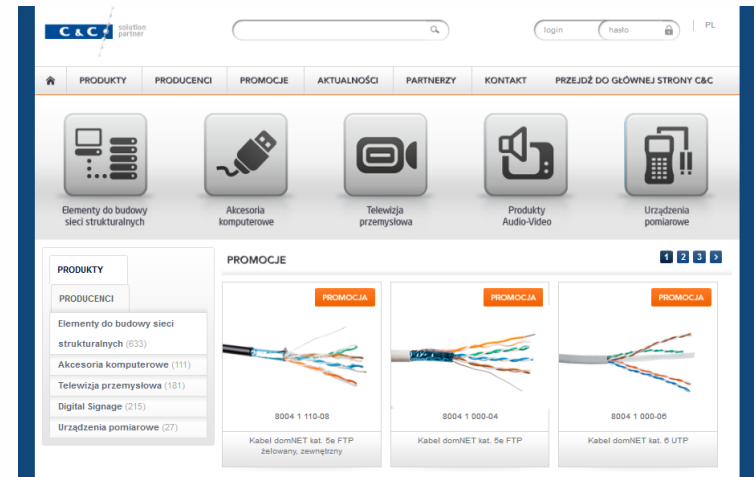 C & C
solution
partner
login
hasło
PL
PRODUKTY
PRODUCENCI
PROMOCJE
AKTUALNOŚCI
PARTNERZY
KONTAKT
PRZEJDŹ DO GŁÓWNEJ STRONY C&C
Elementy do budowy
sieci strukturalnych
Akcesoria
komputerowe
Telewizja
przemysłowa
Produkty
Audio-Video
Urządzenia
pomiarowe
PRODUKTY
PRODUCENCI
Elementy do budowy sieci
strukturalnych (633)
Akcesoria komputerowe (111)
Telewizja przemysłowa (181)
Digital Signage (215)
Urządzenia pomiarowe (27)
PROMOCJE
1 2 3 >
PROMOCJA
8004 1 110-08
Kabel domNET kat. 5e FTP
żelowany, zewnętrzny
PROMOCJA
8004 1 000-04
Kabel domNET kat. 5e FTP
PROMOCJA
8004 1 000-06
Kabel domNET kat. 6 UTP